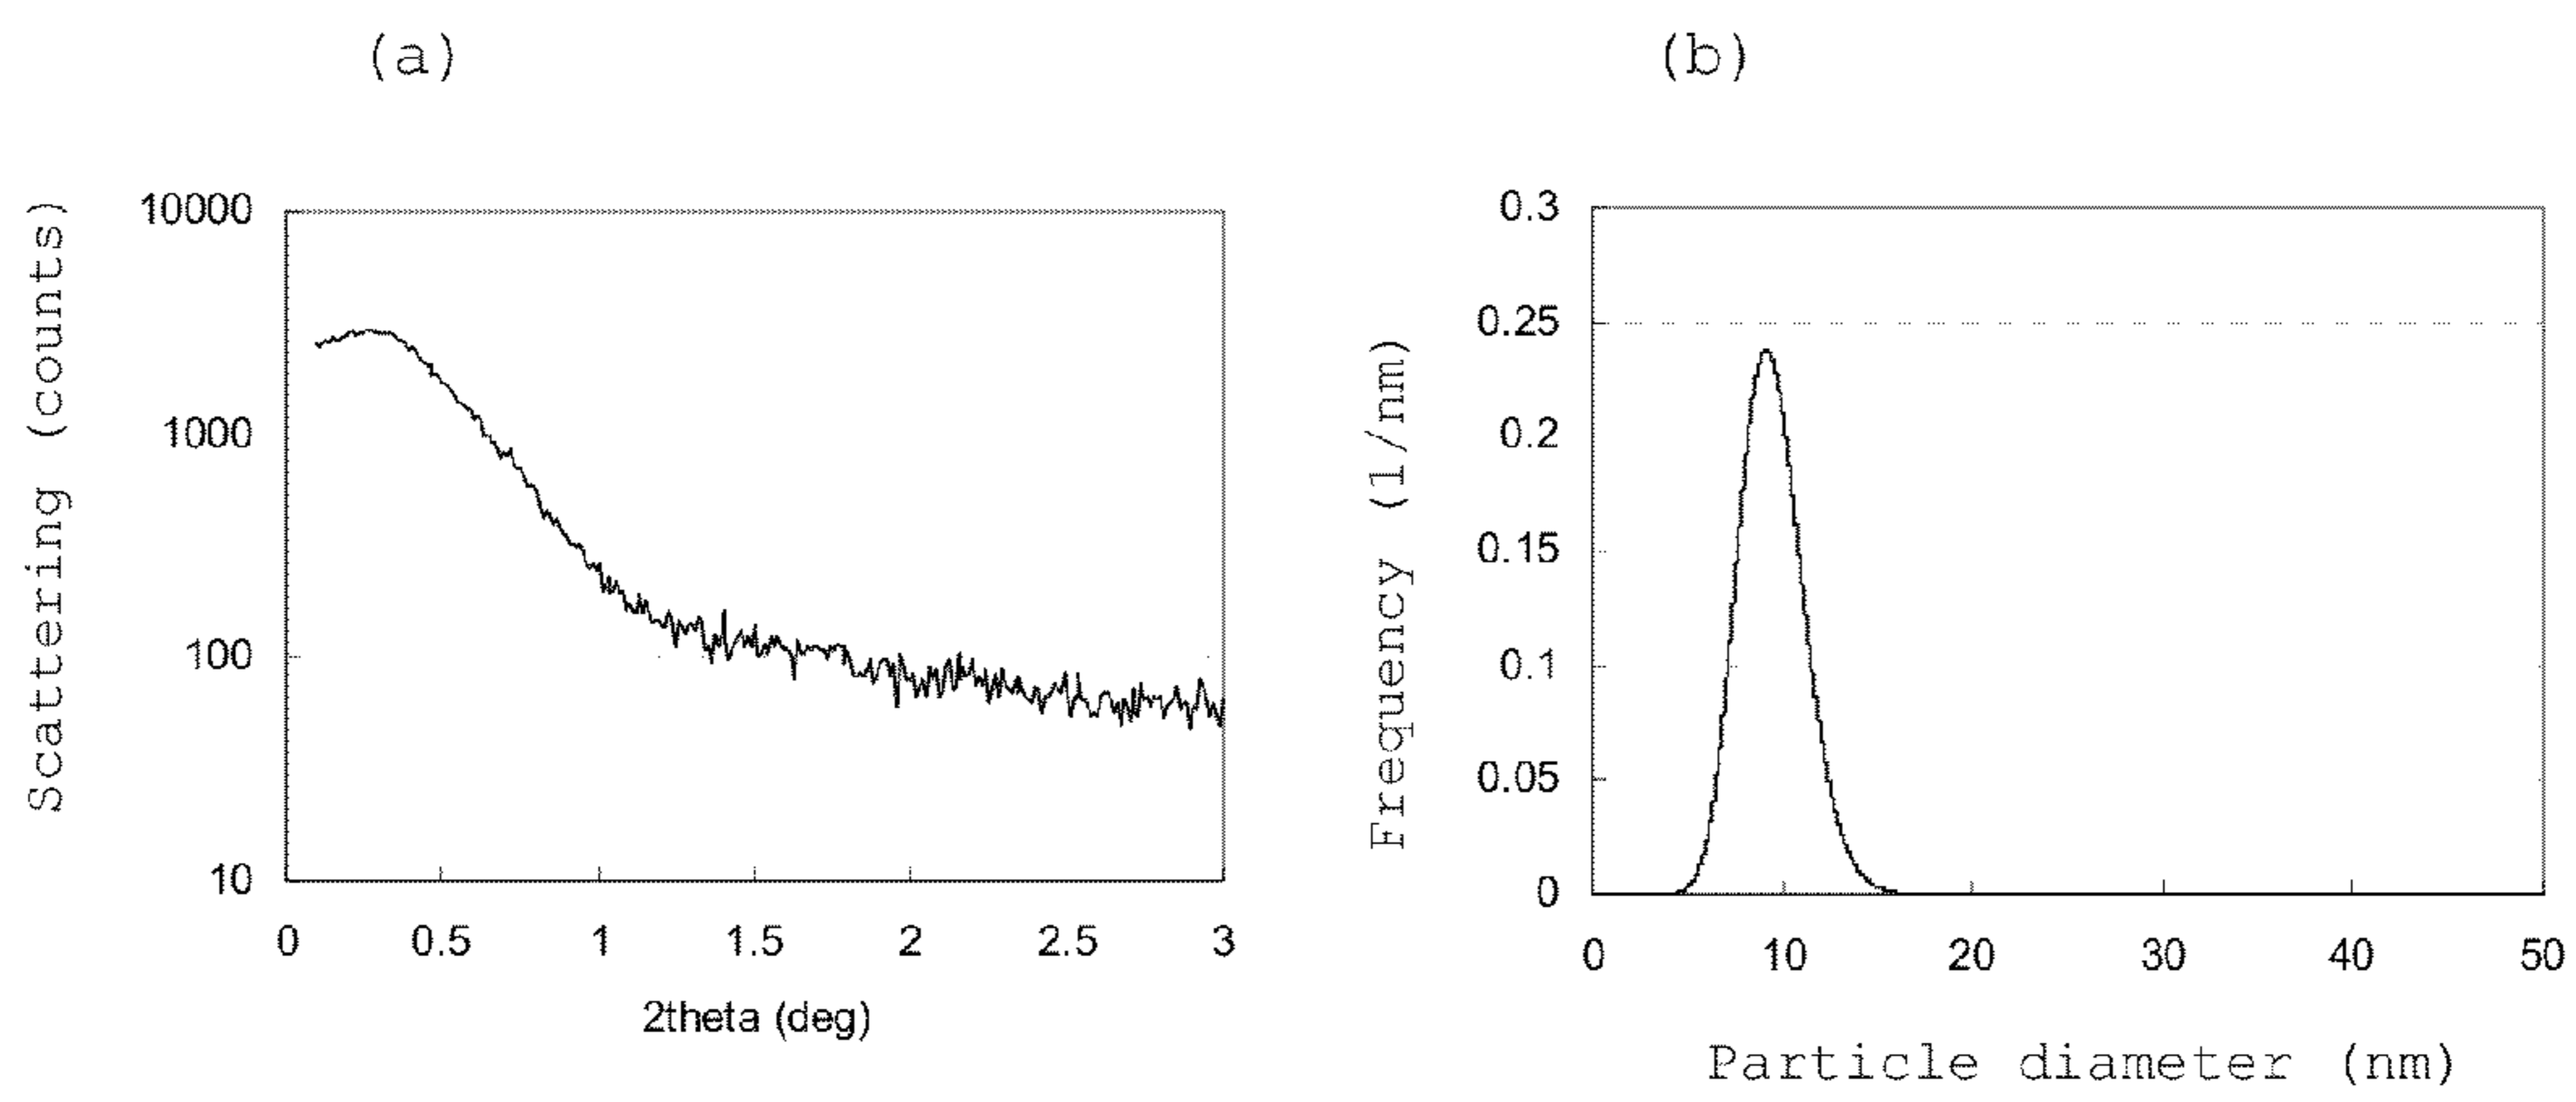 (a)
Scattering (counts)
10000
1000
100
10
0 0.5 1 1.5 2 2.5 3
2theta (deg)
(b)
Frequency (1/nm)
0.3
0.25
0.2
0.15
0.1
0.05
0
0 10 20 30 40 50
Particle diameter (nm)